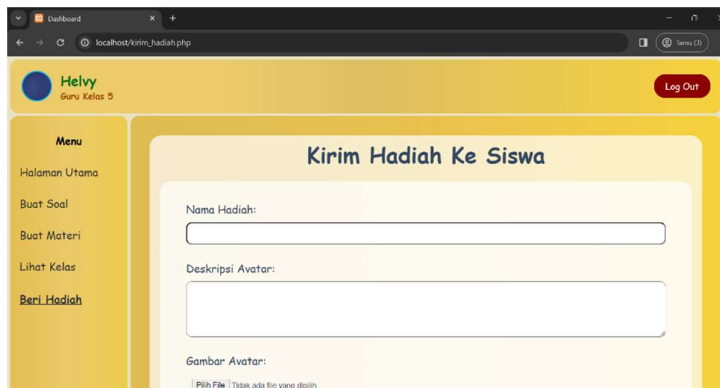 Dashboard
localhost/kirim_hadiah.php
Tamu (3)
Helvy
Guru Kelas 5
Log Out
Menu
Halaman Utama
Buat Soal
Buat Materi
Lihat Kelas
Beri Hadiah
Kirim Hadiah Ke Siswa
Nama Hadiah:
Deskripsi Avatar:
Gambar Avatar:
Pilih File Tidak ada file yang dipilih